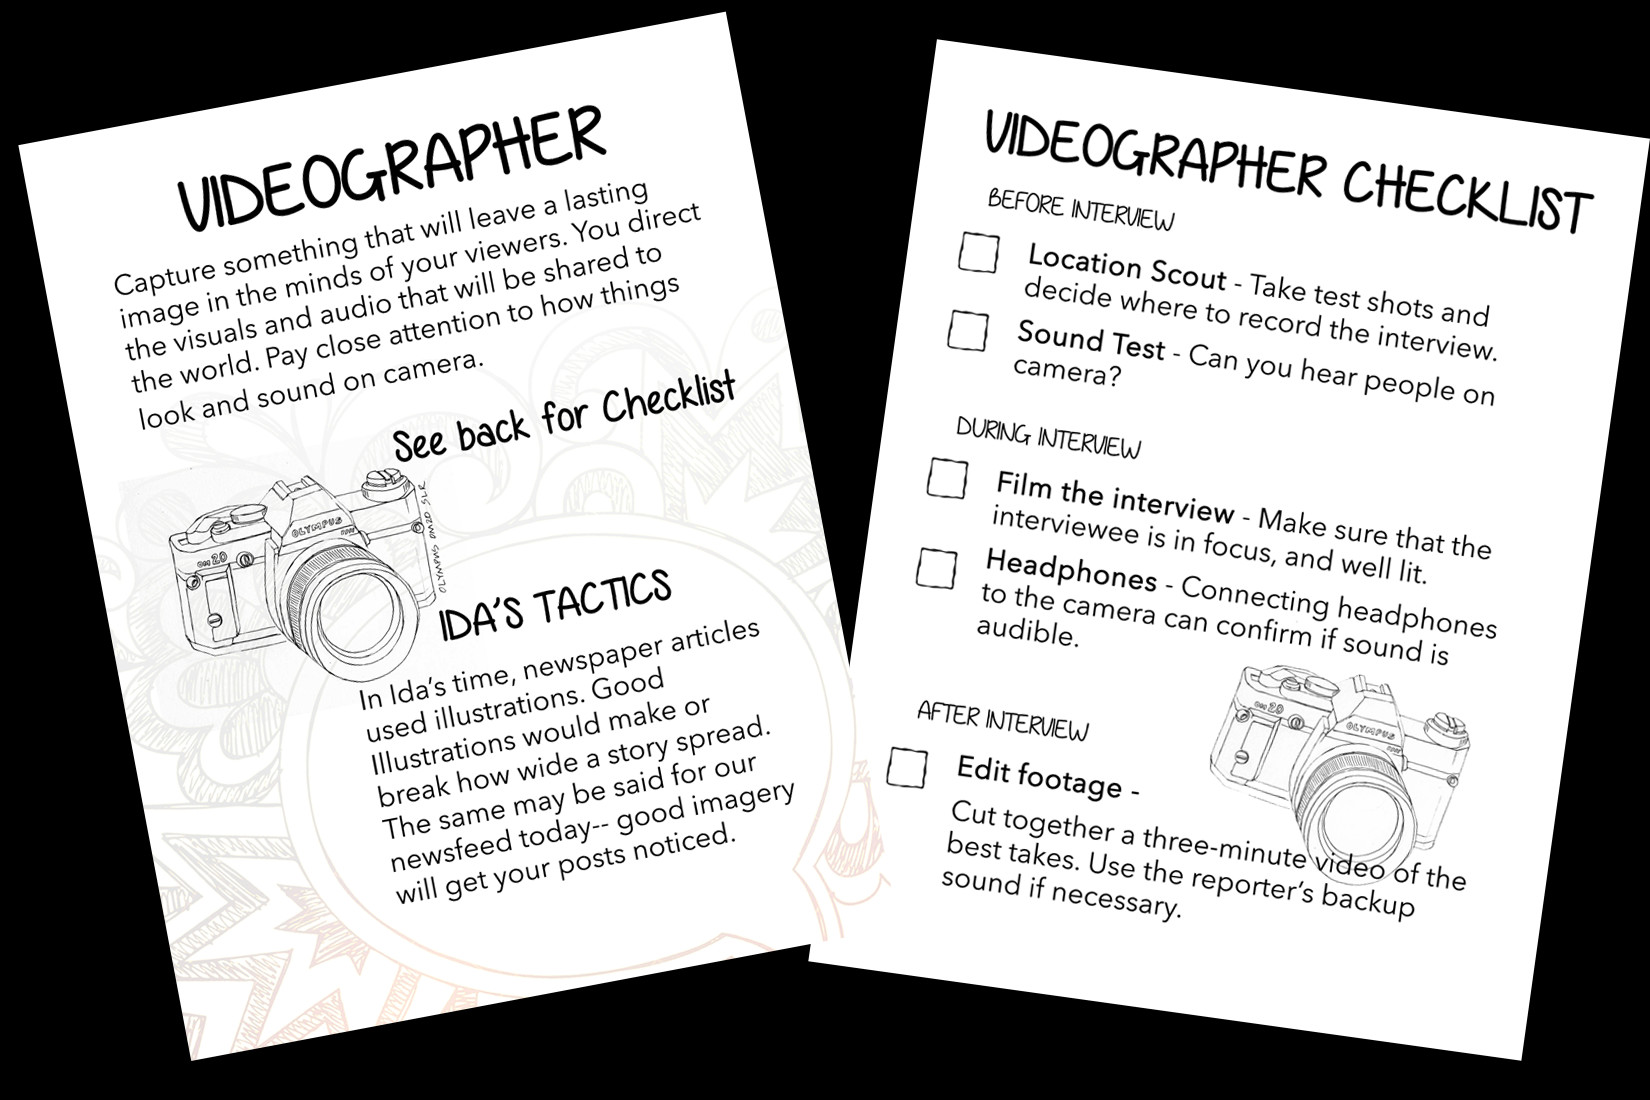 VIDEOGRAPHER
Capture something that will leave a lasting
image in the minds of your viewers. You direct
the visuals and audio that will be shared to
the world. Pay close attention to how things
look and sound on camera.
See back for Checklist
OLYMPUS
OM 20
OLYMPUS OM20 SLR
IDA'S TACTICS
In Ida's time, newspaper articles
used illustrations. Good
Illustrations would make or
break how wide a story spread.
The same may be said for our
newsfeed today-- good imagery
will get your posts noticed.
VIDEOGRAPHER CHECKLIST
BEFORE INTERVIEW
Location Scout - Take test shots and
decide where to record the interview.
Sound Test - Can you hear people on
camera?
DURING INTERVIEW
Film the interview - Make sure that the
interviewee is in focus, and well lit.
Headphones - Connecting headphones
to the camera can confirm if sound is
audible.
AFTER INTERVIEW
OM 20
OLYMPUS
Edit footage -
Cut together a three-minute video of the
best takes. Use the reporter's backup
sound if necessary.